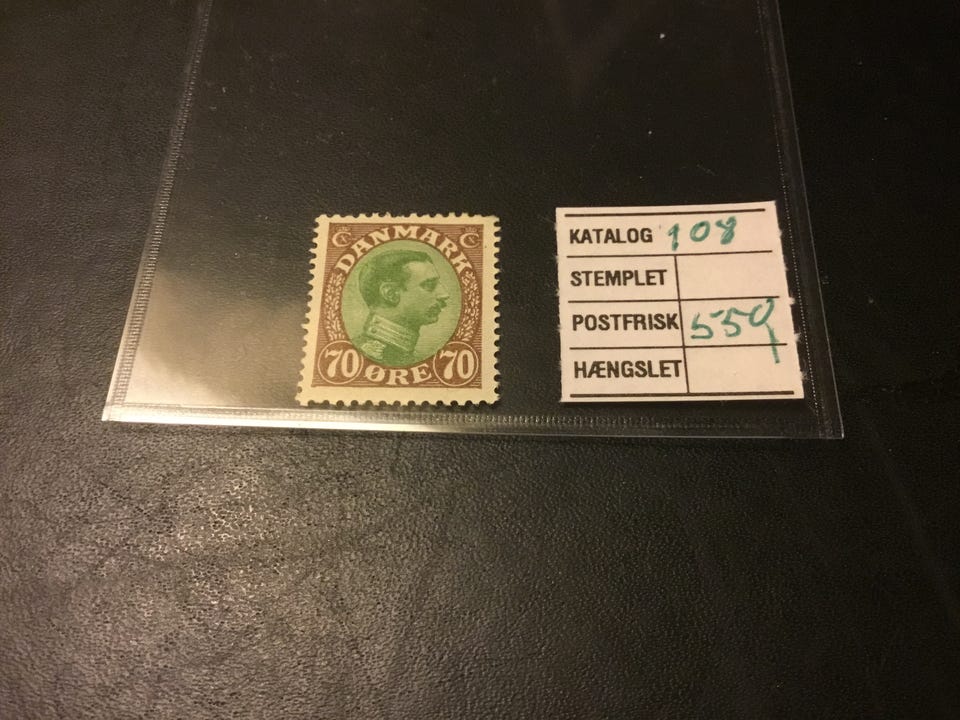 DANMARK
C C
70 ØRE 70
KATALOG 108
STEMPLET
POSTFRISK 550
HÆNGSLET